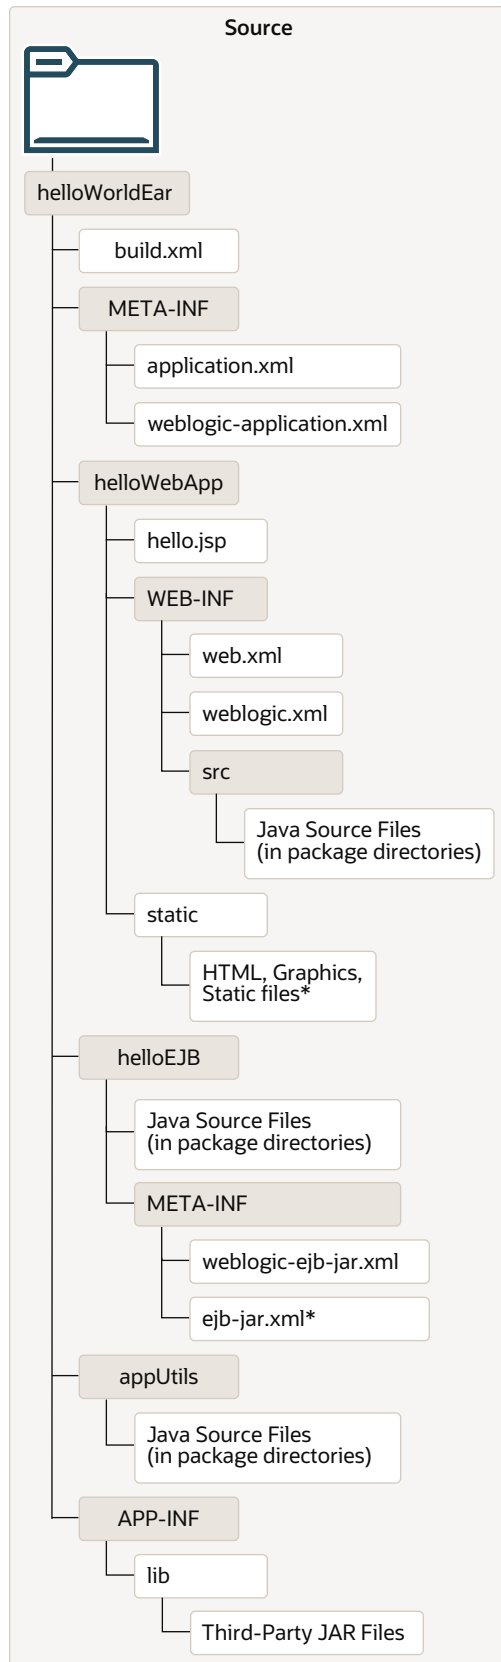 Source
helloWorldEar
build.xml
META-INF
application.xml
weblogic-application.xml
helloWebApp
hello.jsp
WEB-INF
web.xml
weblogic.xml
src
Java Source Files
(in package directories)
static
HTML, Graphics,
Static files*
helloEJB
Java Source Files
(in package directories)
META-INF
weblogic-ejb-jar.xml
ejb-jar.xml*
appUtils
Java Source Files
(in package directories)
APP-INF
lib
Third-Party JAR Files